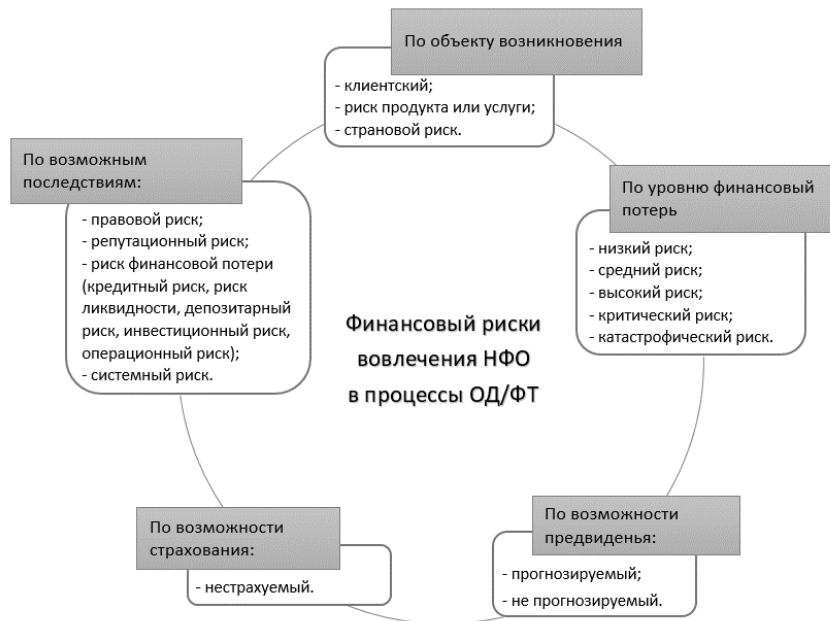 По объекту возникновения
- клиентский;
- риск продукта или услуги;
- страновой риск.
По возможным
последствиям:
- правовой риск;
- репутационный риск;
- риск финансовой потери
(кредитный риск, риск
ликвидности, депозитарный
риск, инвестиционный риск,
операционный риск);
- системный риск.
По уровню финансовый
потерь
- низкий риск;
- средний риск;
- высокий риск;
- критический риск;
- катастрофический риск.
Финансовый риски
вовлечения НФО
в процессы ОД/ФТ
По возможности
страхования:
- нестрахуемый.
По возможности
предвиденья:
- прогнозируемый;
- не прогнозируемый.